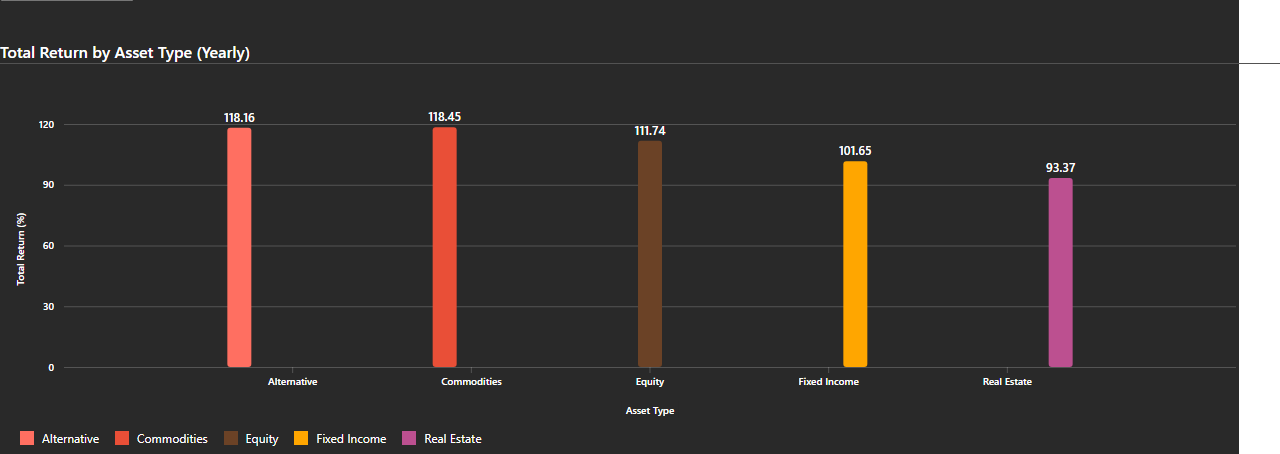 Total Return by Asset Type (Yearly)
118.16
118.45
111.74
101.65
93.37
120
90
60
30
0
Total Return (%)
Alternative
Commodities
Equity
Fixed Income
Real Estate
Asset Type
Alternative
Commodities
Equity
Fixed Income
Real Estate